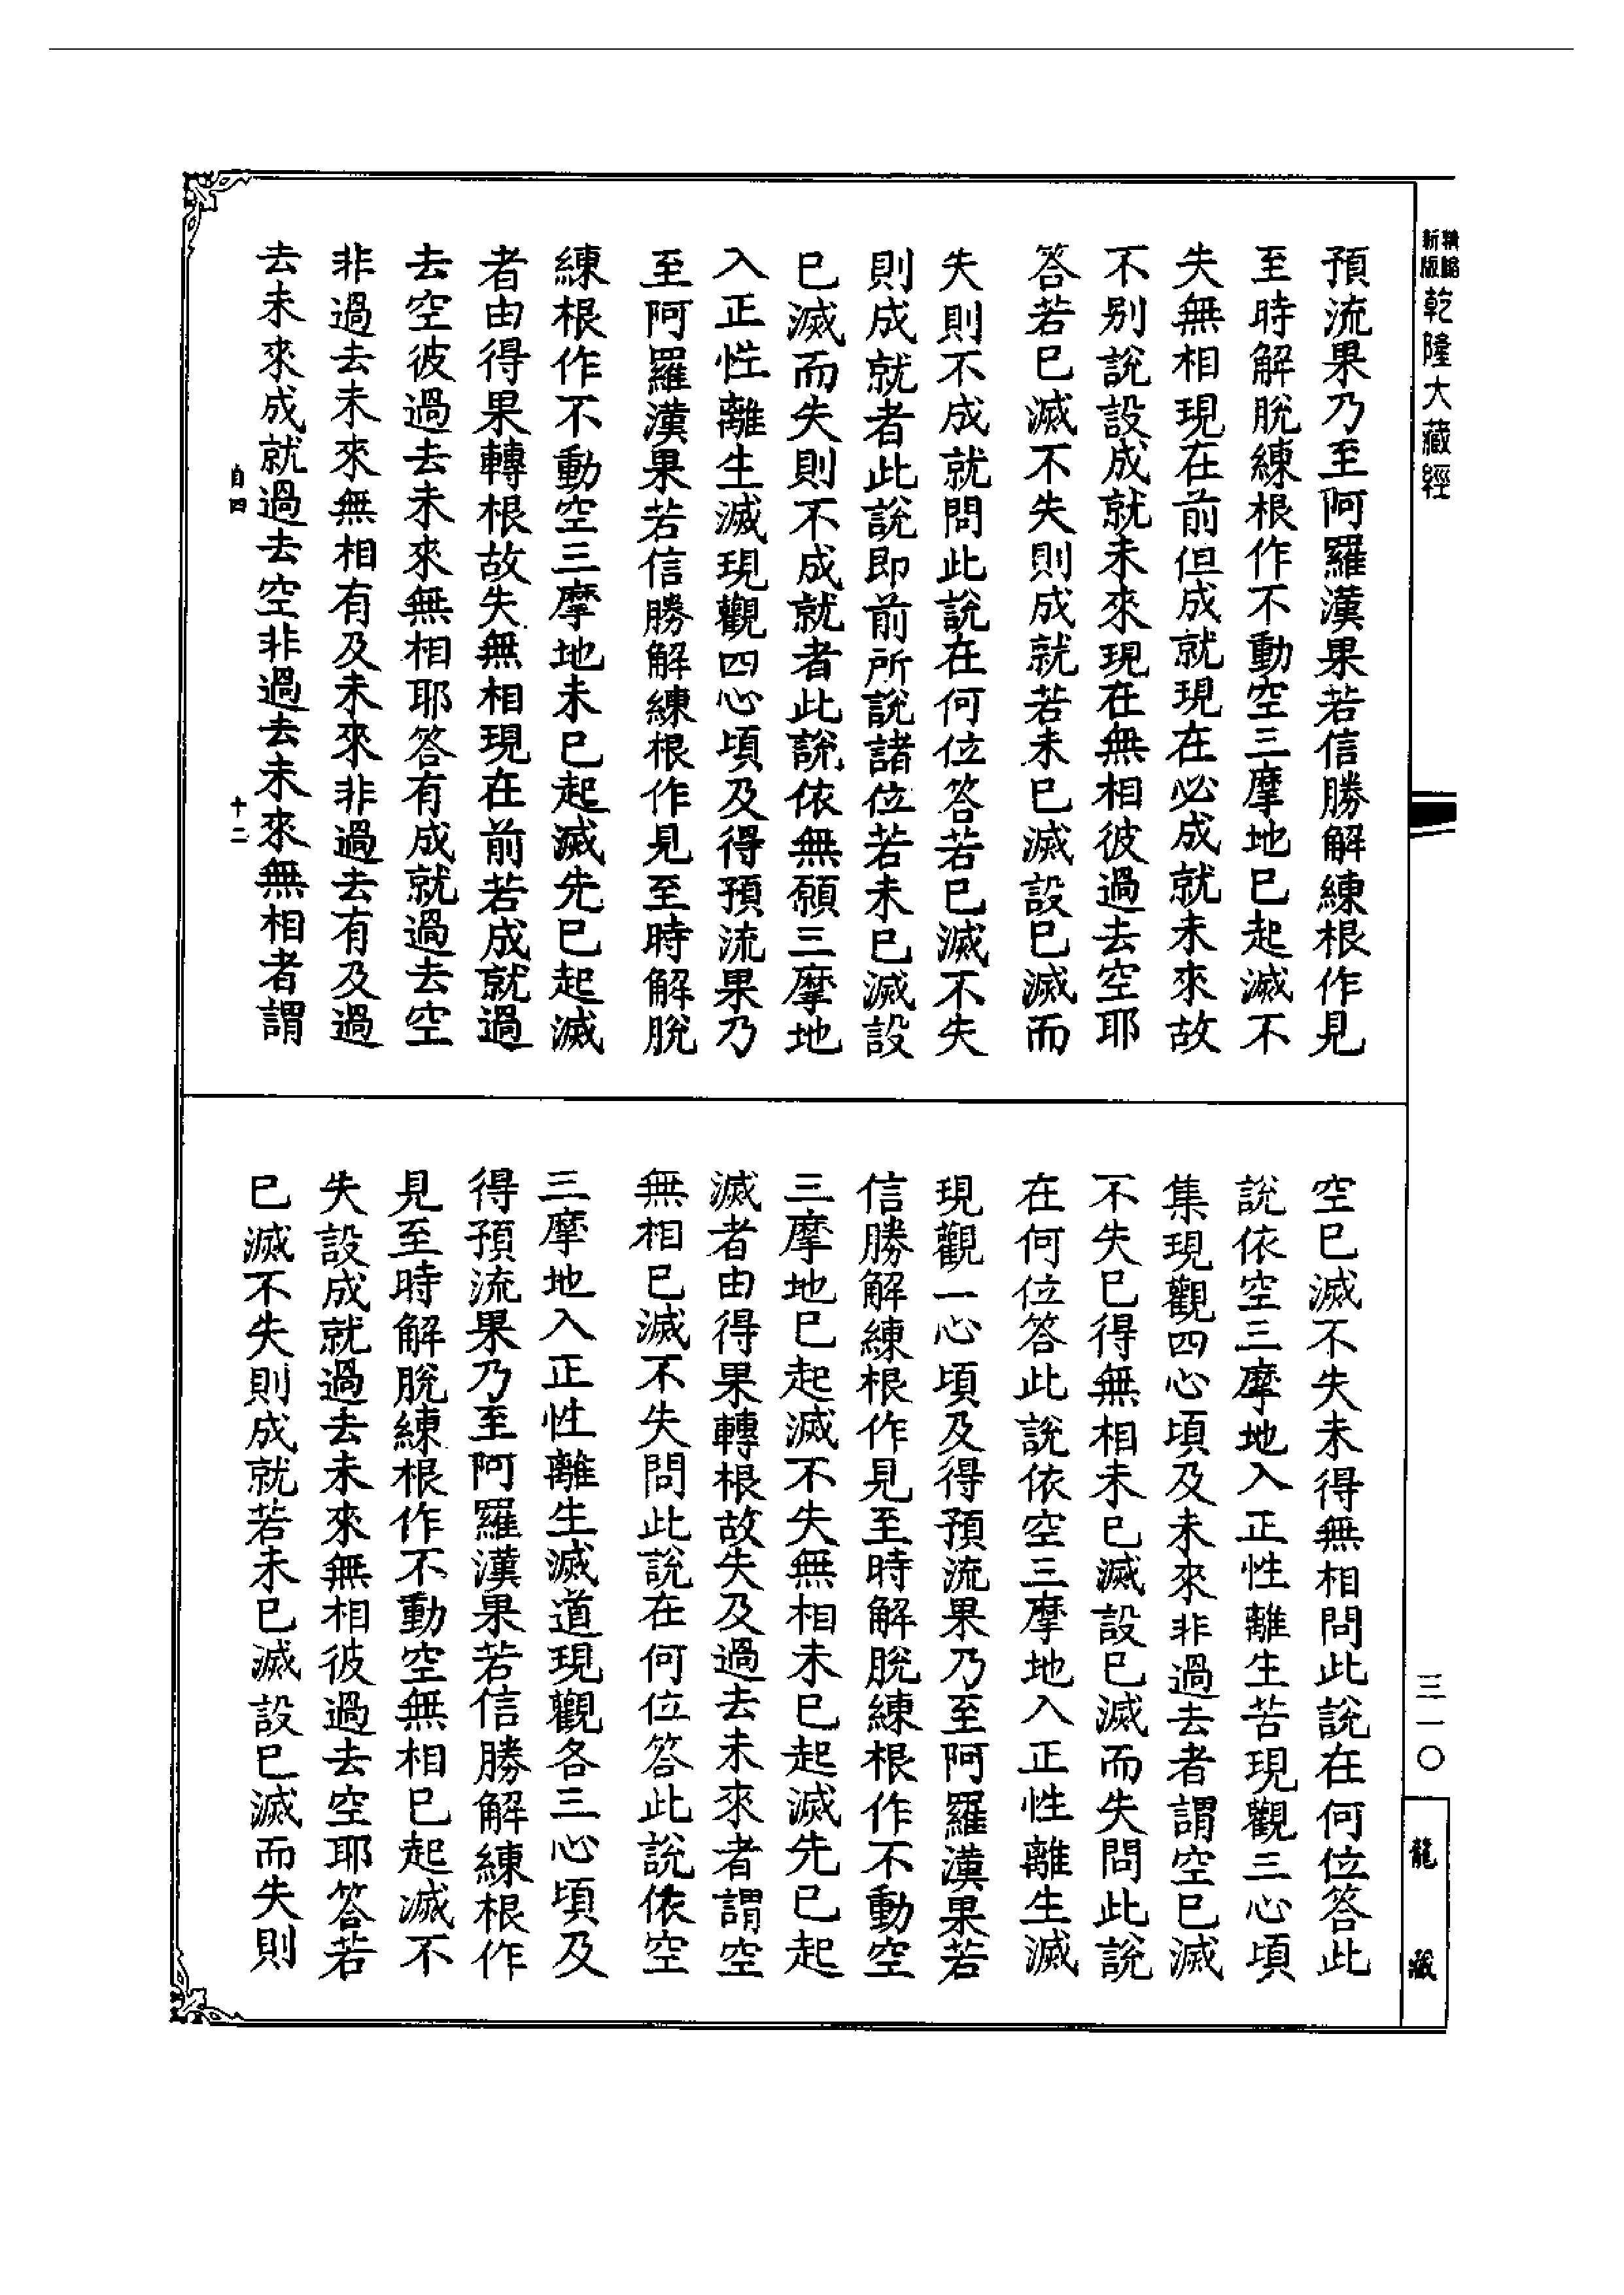 新版 精縮 乾隆大藏經
預流果乃至阿羅漢果若信勝解練根作見
至時解脫練根作不動空三摩地已起滅不
失無相現在前但成就現在必成就未來故
不別說設成就未來現在無相彼過去空耶
答若已滅不失則成就若未已滅設已滅而
失則不成就問此說在何位答若已滅不失
則成就者此說即前所說諸位若未已滅設
已滅而失則不成就者此說依無願三摩地
入正性離生滅現觀四心頃及得預流果乃
至阿羅漢果若信勝解練根作見至時解脫
練根作不動空三摩地未已起滅先已起滅
者由得果轉根故失無相現在前若成就過
去空彼過去未來無相耶答有成就過去空
非過去未來無相有及未來非過去有及過
去未來成就過去空非過去未來無相者謂
自四 十二
空已滅不失未得無相問此說在何位答此
說依空三摩地入正性離生苦現觀三心頃
集現觀四心頃及未來非過去者謂空已滅
不失已得無相未已滅設已滅而失問此說
在何位答此說依空三摩地入正性離生滅
現觀一心頃及得預流果乃至阿羅漢果若
信勝解練根作見至時解脫練根作不動空
三摩地已起滅不失無相未已起滅先已起
滅者由得果轉根故失及過去未來者謂空
無相已滅不失問此說在何位答此說依空
三摩地入正性離生滅道現觀各三心頃及
得預流果乃至阿羅漢果若信勝解練根作
見至時解脫練根作不動空無相已起滅不
失設成就過去未來無相彼過去空耶答若
已滅不失則成就若未已滅設已滅而失則
三一〇
龍藏